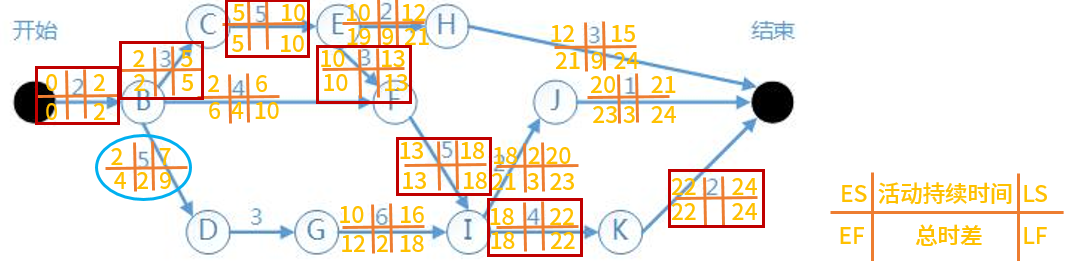 5 5 10
10 2 12
C
E
H
开始
结束
5 10
19 9 21
12 3 15
21 9 24
2 3 5
2 5
10 3 13
10 13
0 2 2
0 2
B
2 4 6
6 4 10
F
J
20 1 21
23 3 24
13 5 18
13 18
18 2 20
21 3 23
2
2 5 7
4 2 9
22 2 24
22 24
ES 活动持续时间 LS
EF 总时差 LF
D
3
G
10 6 16
12 2 18
I
18 4 22
18 22
K